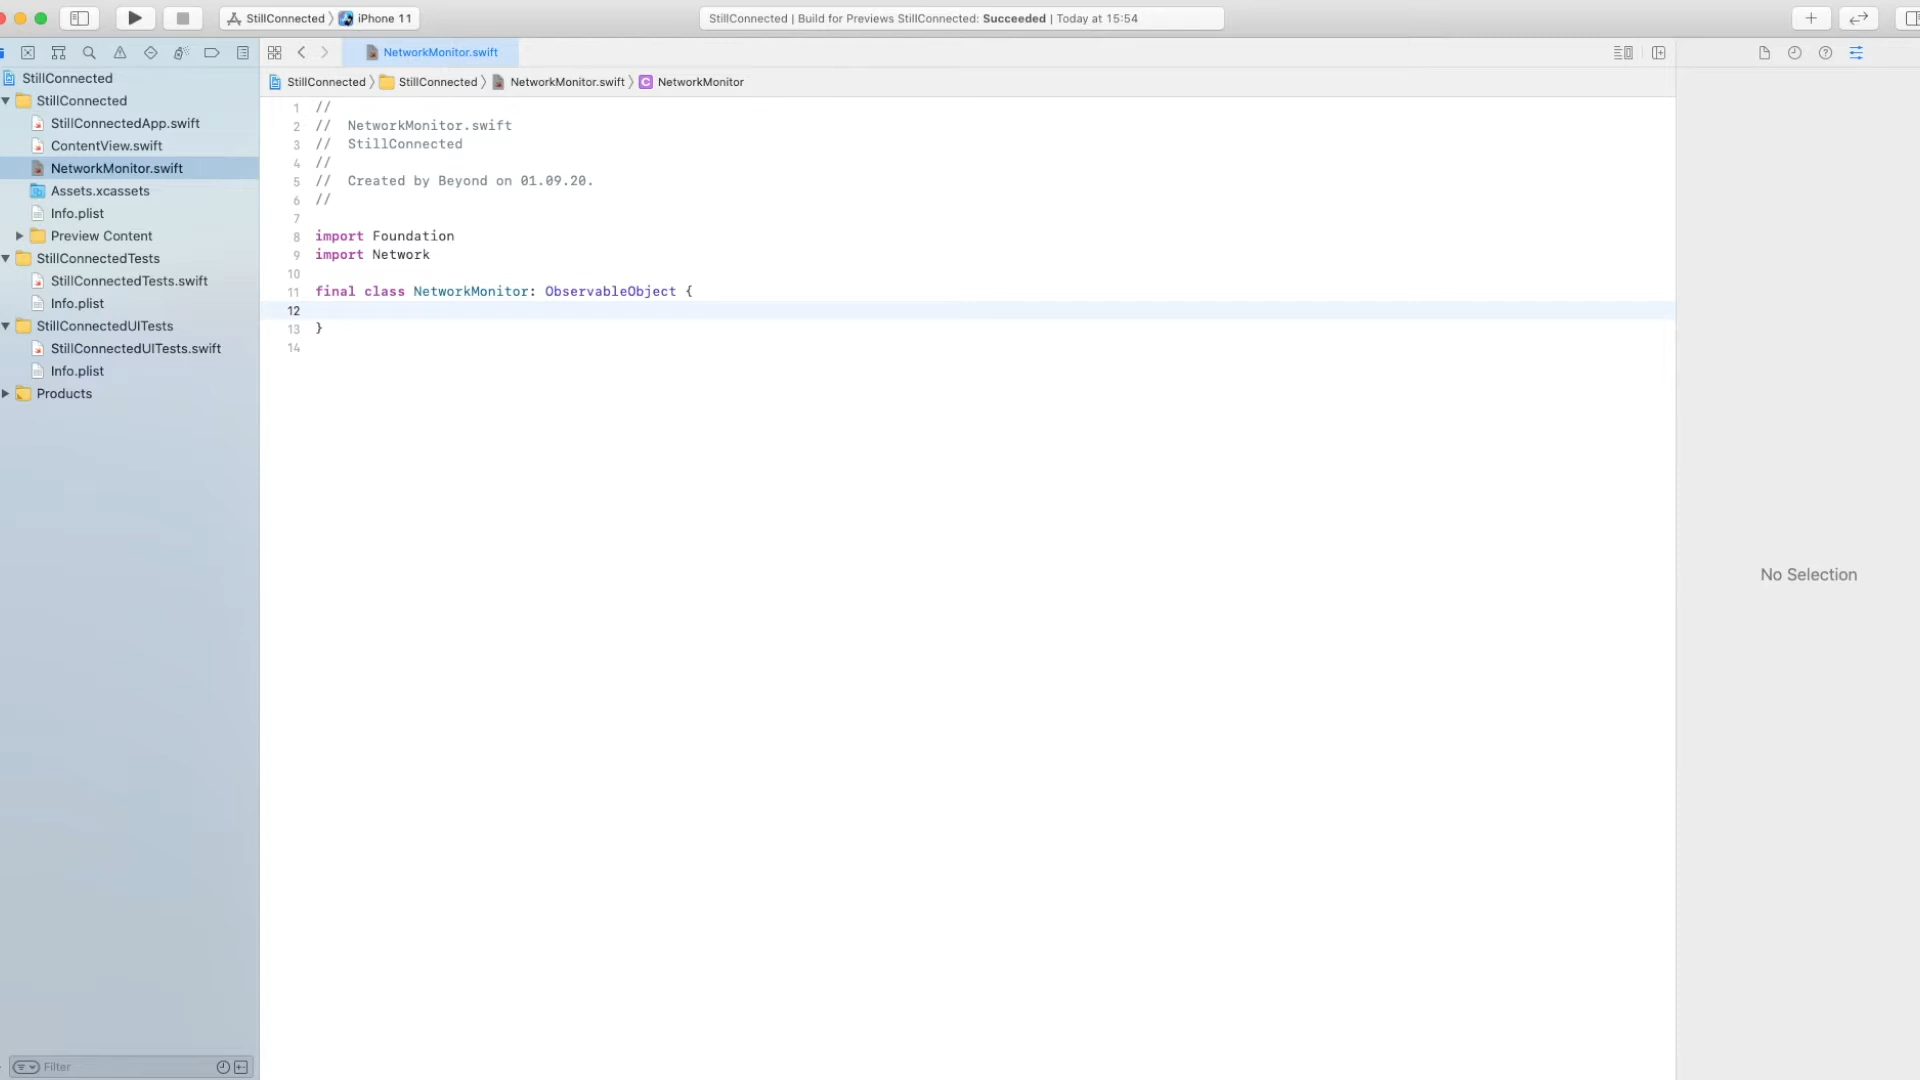 StillConnected iPhone 11
StillConnected | Build for Previews StillConnected: Succeeded | Today at 15:54
NetworkMonitor.swift
StillConnected StillConnected NetworkMonitor.swift C NetworkMonitor
StillConnected
StillConnected
StillConnectedApp.swift
ContentView.swift
NetworkMonitor.swift
Assets.xcassets
Info.plist
Preview Content
StillConnectedTests
StillConnectedTests.swift
Info.plist
StillConnectedUITests
StillConnectedUITests.swift
Info.plist
Products
Filter
1 //
2 // NetworkMonitor.swift
3 // StillConnected
4 //
5 // Created by Beyond on 01.09.20.
6 //
7
8 import Foundation
9 import Network
10
11 final class NetworkMonitor: ObservableObject {
12
13 }
14
No Selection